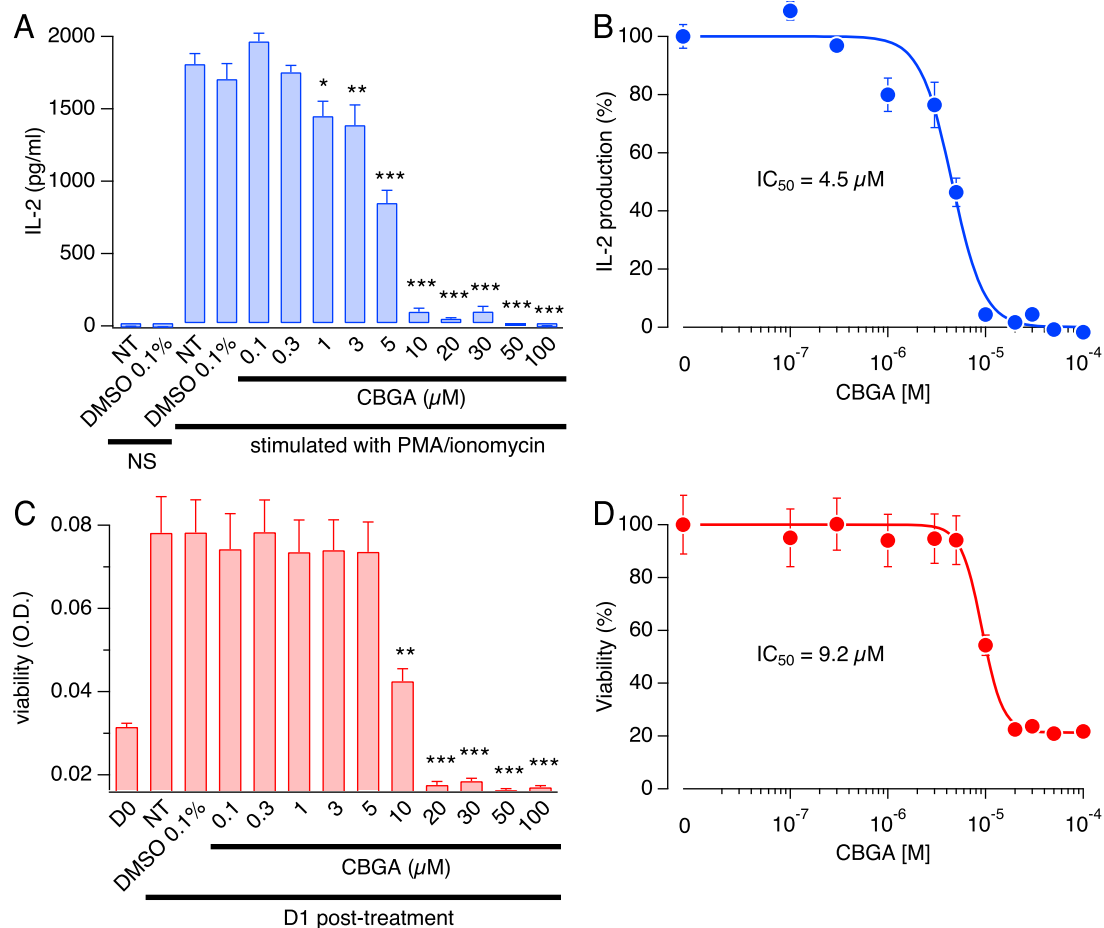 A
2000
1500
1000
500
0
IL-2 (pg/ml)
*
**
***
***
***
***
***
***
NT
DMSO 0.1%
NT
DMSO 0.1%
0.1
0.3
1
3
5
10
20
30
50
100
CBGA (µM)
stimulated with PMA/ionomycin
NS
B
100
80
60
40
20
0
IL-2 production (%)
IC50 = 4.5 µM
0
10-7
10-6
10-5
10-4
CBGA [M]
C
0.08
0.06
0.04
0.02
viability (O.D.)
**
***
***
***
***
D0
NT
DMSO 0.1%
0.1
0.3
1
3
5
10
20
30
50
100
CBGA (µM)
D1 post-treatment
D
100
80
60
40
20
0
Viability (%)
IC50 = 9.2 µM
0
10-7
10-6
10-5
10-4
CBGA [M]